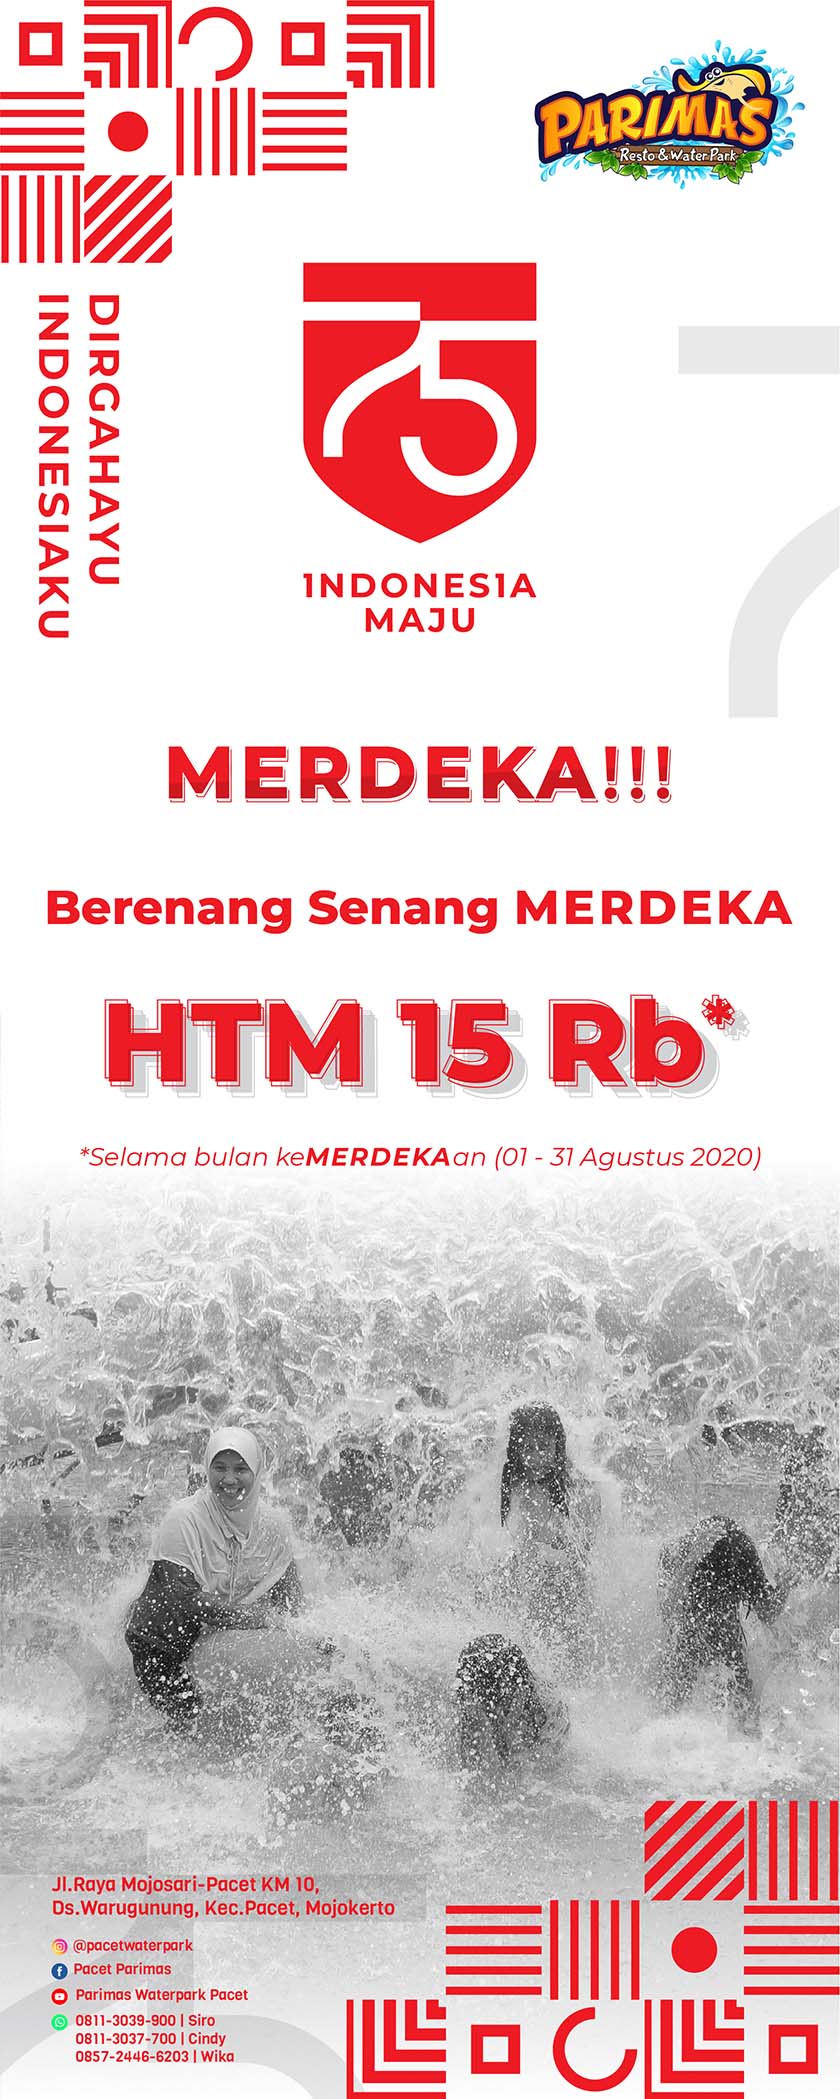 PARIMAS
Resto & Water Park
DIRGAHAYU
INDONESIAKU
75
1NDONES1A
MAJU
MERDEKA!!!
Berenang Senang MERDEKA
HTM 15 Rb*
*Selama bulan keMERDEKAan (01 - 31 Agustus 2020)
Jl.Raya Mojosari-Pacet KM 10,
Ds.Warugunung, Kec.Pacet, Mojokerto
@pacetwaterpark
Pacet Parimas
Parimas Waterpark Pacet
0811-3039-900 | Siro
0811-3037-700 | Cindy
0857-2446-6203 | Wika